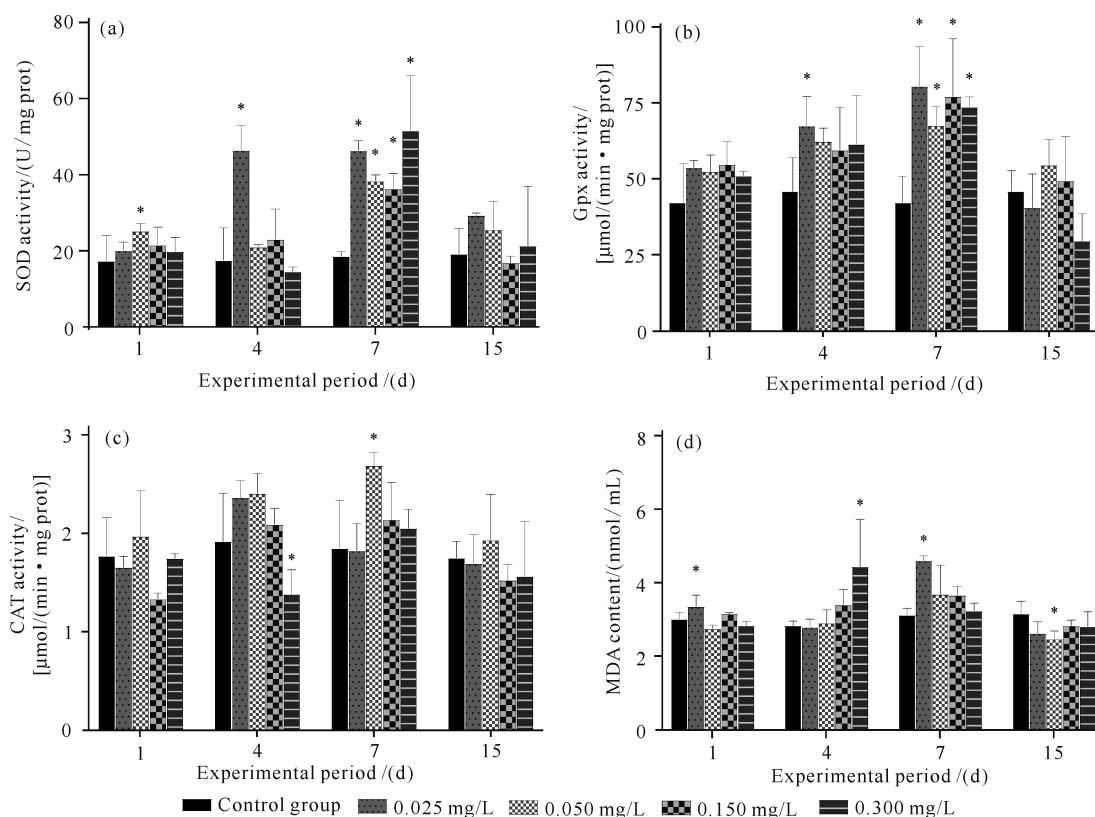 (a)
SOD activity/(U/mg prot)
80
60
40
20
0
* * * * * *
1 4 7 15
Experimental period /(d)
(b)
Gpx activity/
[μmol/(min • mg prot)]
100
75
50
25
0
* * * * *
1 4 7 15
Experimental period /(d)
(c)
CAT activity/
[μmol/(min • mg prot)]
3
2
1
0
* *
1 4 7 15
Experimental period /(d)
(d)
MDA content/(nmol/mL)
8
6
4
2
0
* * * *
1 4 7 15
Experimental period /(d)
Control group 0.025 mg/L 0.050 mg/L 0.150 mg/L 0.300 mg/L